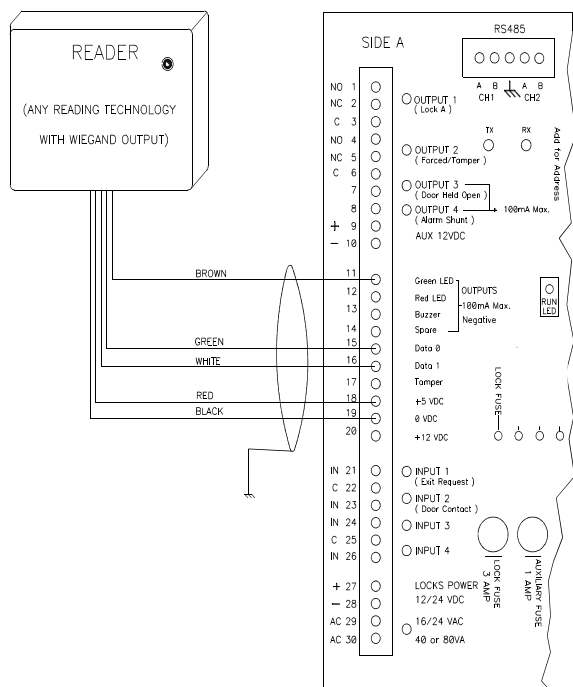 READER
(ANY READING TECHNOLOGY
WITH WIEGAND OUTPUT)
BROWN
GREEN
WHITE
RED
BLACK
SIDE A
RS485
A B A B
CH1 CH2
TX RX
Add for Address
NO 1
NC 2
C 3
NO 4
NC 5
C 6
7
8
+ 9
- 10
11
12
13
14
15
16
17
18
19
20
IN 21
C 22
IN 23
IN 24
C 25
IN 26
+ 27
- 28
AC 29
AC 30
OUTPUT 1
( Lock A )
OUTPUT 2
( Forced/Tamper )
OUTPUT 3
( Door Held Open )
OUTPUT 4
( Alarm Shunt )
100mA Max.
AUX 12VDC
Green LED
Red LED
Buzzer
Spare
OUTPUTS
100mA Max.
Negative
RUN
LED
Data 0
Data 1
Tamper
+5 VDC
0 VDC
+12 VDC
LOCK FUSE
INPUT 1
( Exit Request )
INPUT 2
( Door Contact )
INPUT 3
INPUT 4
LOCK FUSE
3 AMP
AUXILIARY FUSE
1 AMP
LOCKS POWER
12/24 VDC
16/24 VAC
40 or 80VA